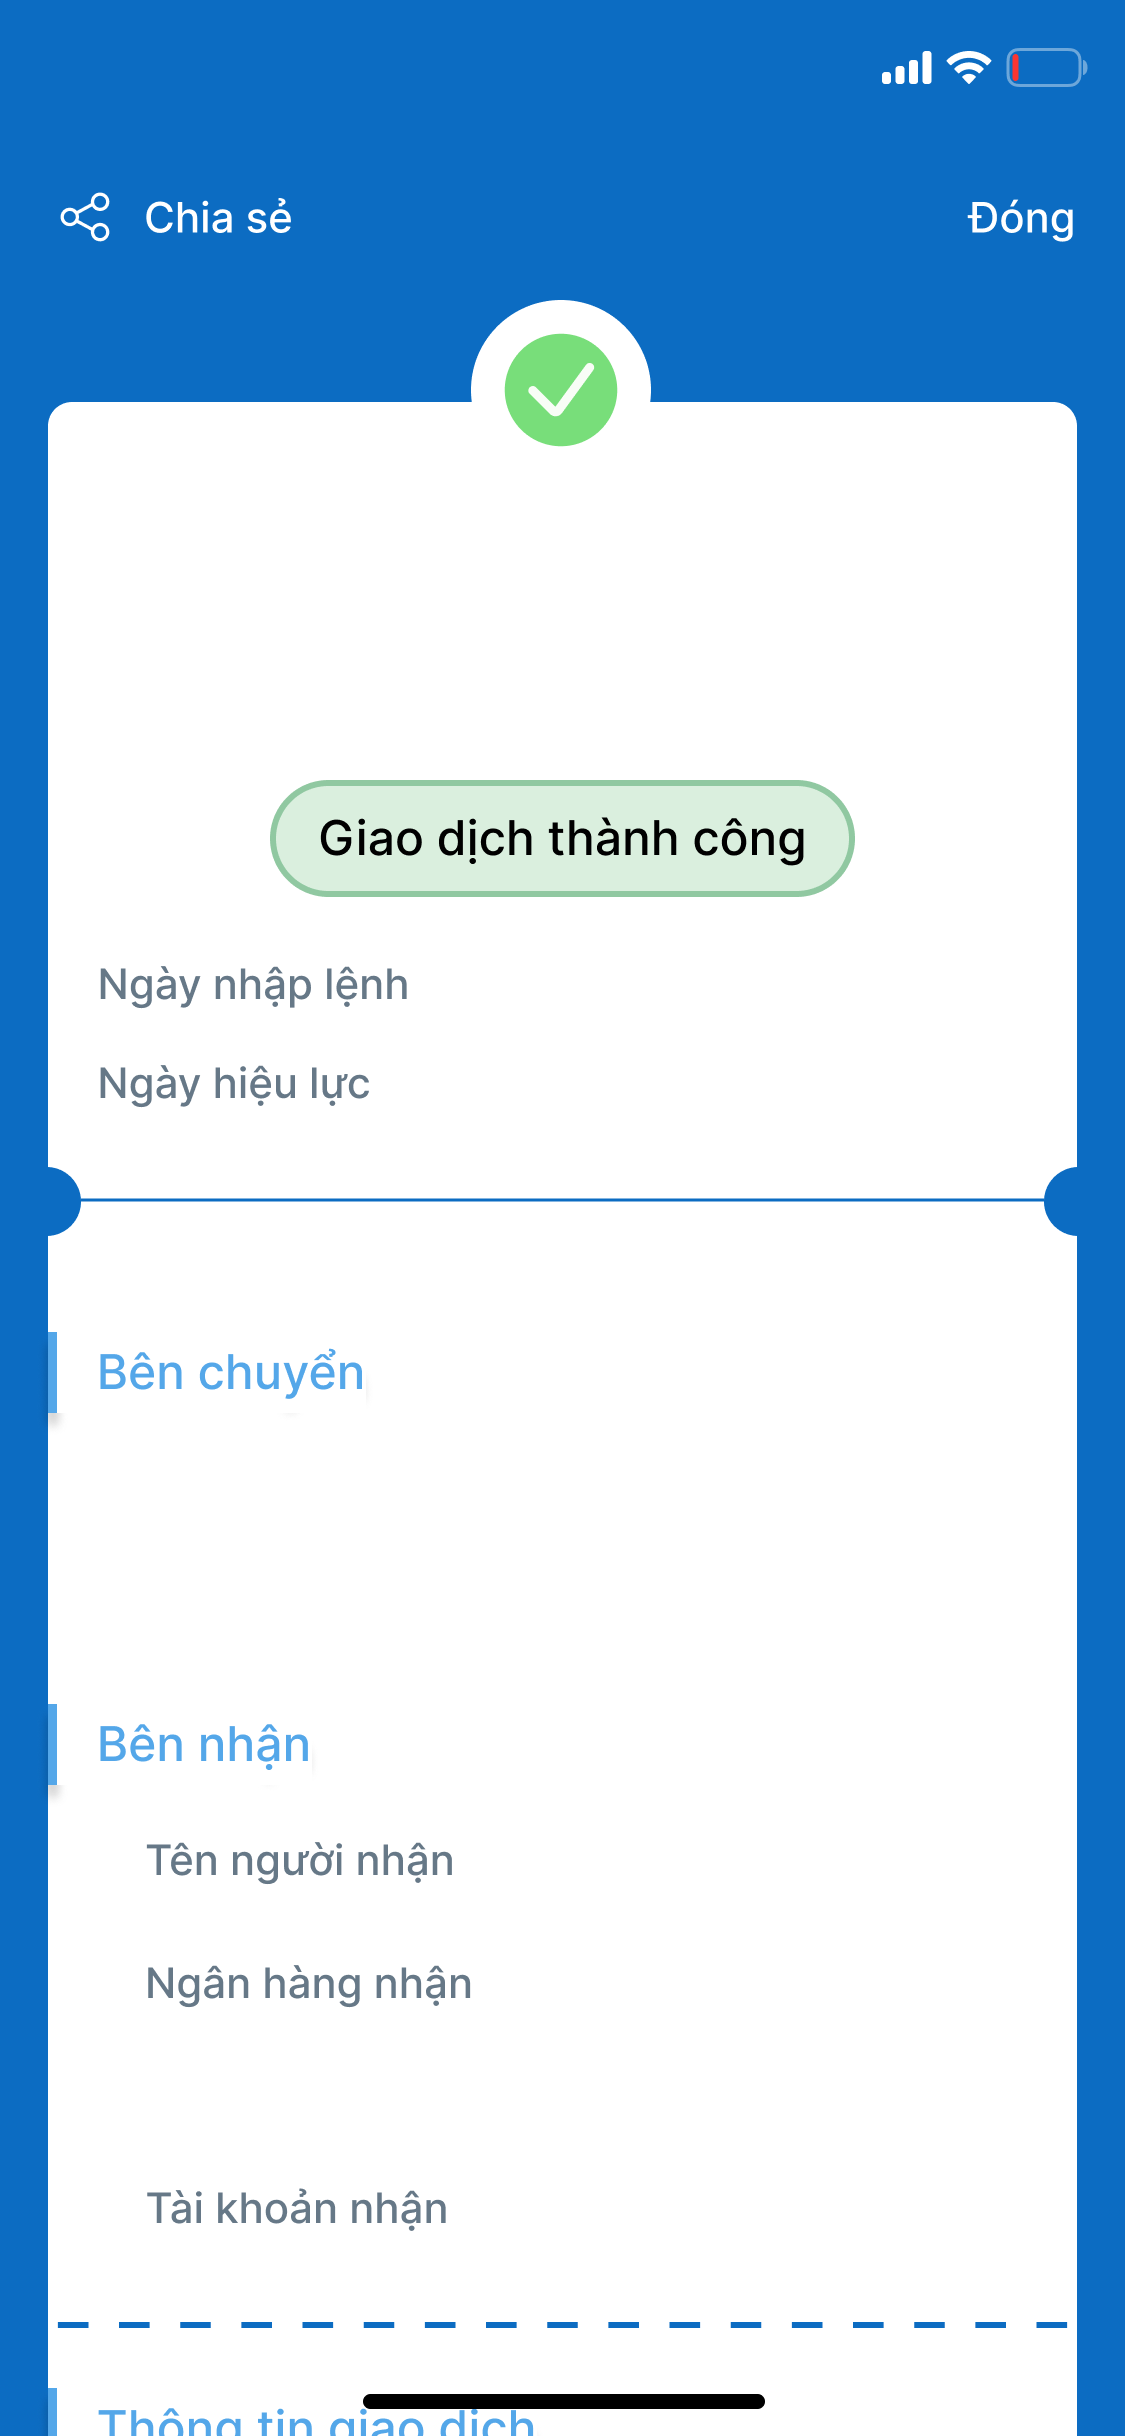 Chia sẻ
Đóng
Giao dịch thành công
Ngày nhập lệnh
Ngày hiệu lực
Bên chuyển
Bên nhận
Tên người nhận
Ngân hàng nhận
Tài khoản nhận
Thông tin giao dịch